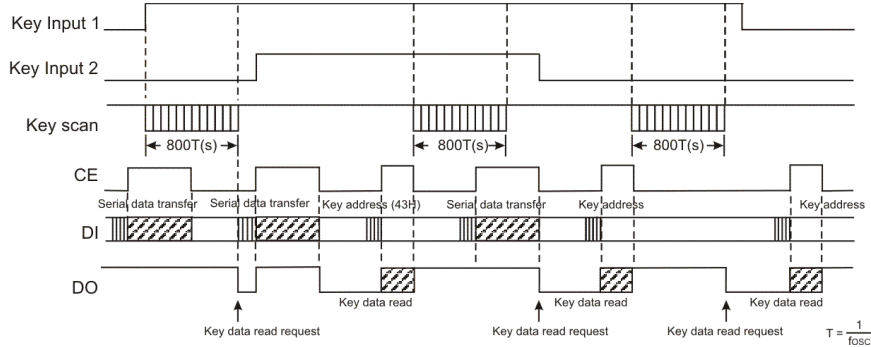 Key Input 1
Key Input 2
Key scan
800T(s) 800T(s) 800T(s)
CE
Serial data transfer Serial data transfer Key address (43H) Serial data transfer Key address Key address
DI
DO
Key data read Key data read Key data read
Key data read request Key data read request Key data read request
T = 1
fosc